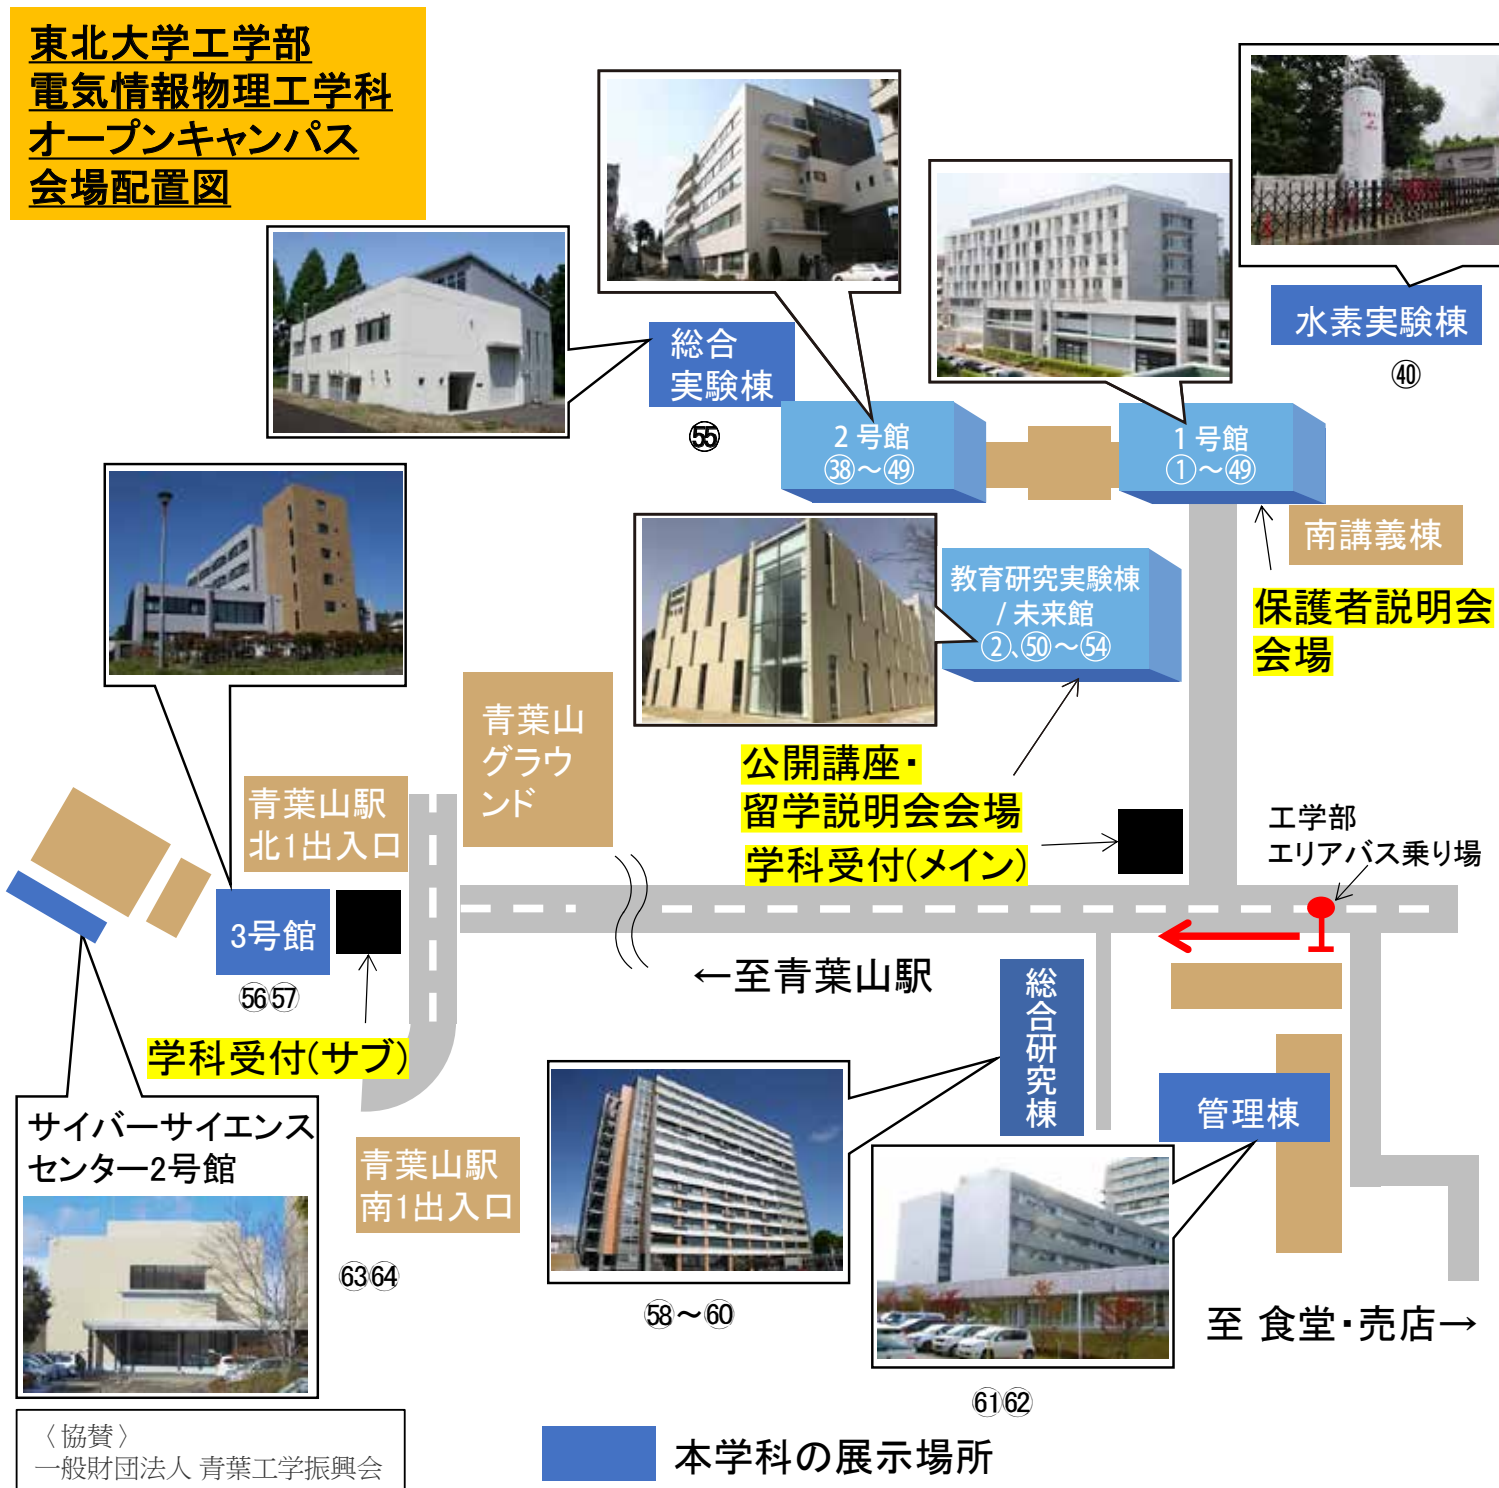 東北大学工学部
電気情報物理工学科
オープンキャンパス
会場配置図
水素実験棟
㊵
総合
実験棟
55
2 号館
㊳～㊾
1 号館
①～㊾
南講義棟
保護者説明会
会場
教育研究実験棟
/ 未来館
②、㊿～54
公開講座・
留学説明会会場
学科受付(メイン)
青葉山
グラウ
ンド
青葉山駅
北1出入口
工学部
エリアバス乗り場
3号館
56 57
学科受付(サブ)
←至青葉山駅
総合研究棟
管理棟
サイバーサイエンス
センター2号館
青葉山駅
南1出入口
63 64
58～60
至 食堂・売店→
61 62
〈協賛〉
一般財団法人 青葉工学振興会
本学科の展示場所